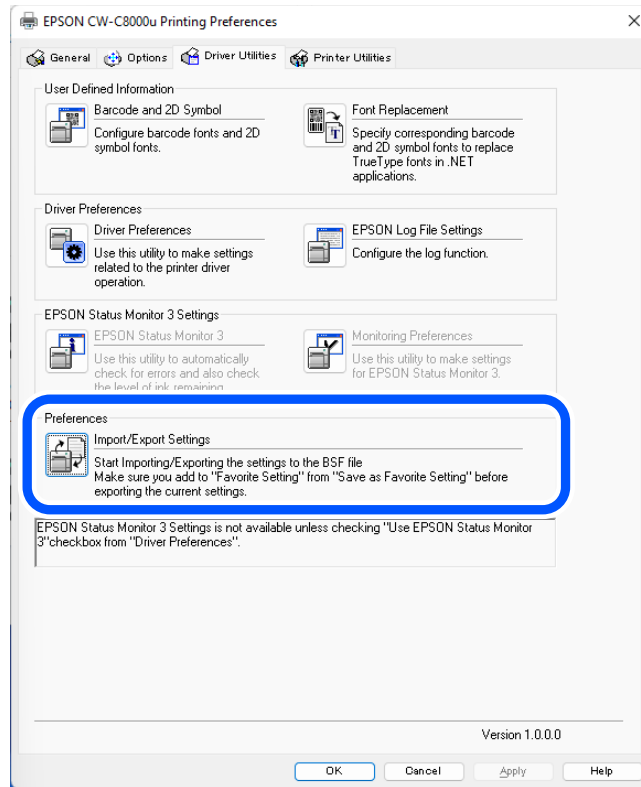 EPSON CW-C8000u Printing Preferences
General
Options
Driver Utilities
Printer Utilities
User Defined Information
Barcode and 2D Symbol
Configure barcode fonts and 2D
symbol fonts.
Font Replacement
Specify corresponding barcode
and 2D symbol fonts to replace
TrueType fonts in .NET
applications.
Driver Preferences
Driver Preferences
Use this utility to make settings
related to the printer driver
operation.
EPSON Log File Settings
Configure the log function.
EPSON Status Monitor 3 Settings
EPSON Status Monitor 3
Use this utility to automatically
check for errors and also check
the level of ink remaining
Monitoring Preferences
Use this utility to make settings
for EPSON Status Monitor 3.
Preferences
Import/Export Settings
Start Importing/Exporting the settings to the BSF file
Make sure you add to "Favorite Setting" from "Save as Favorite Setting" before
exporting the current settings.
EPSON Status Monitor 3 Settings is not available unless checking "Use EPSON Status Monitor
3"checkbox from "Driver Preferences".
Version 1.0.0.0
OK
Cancel
Apply
Help